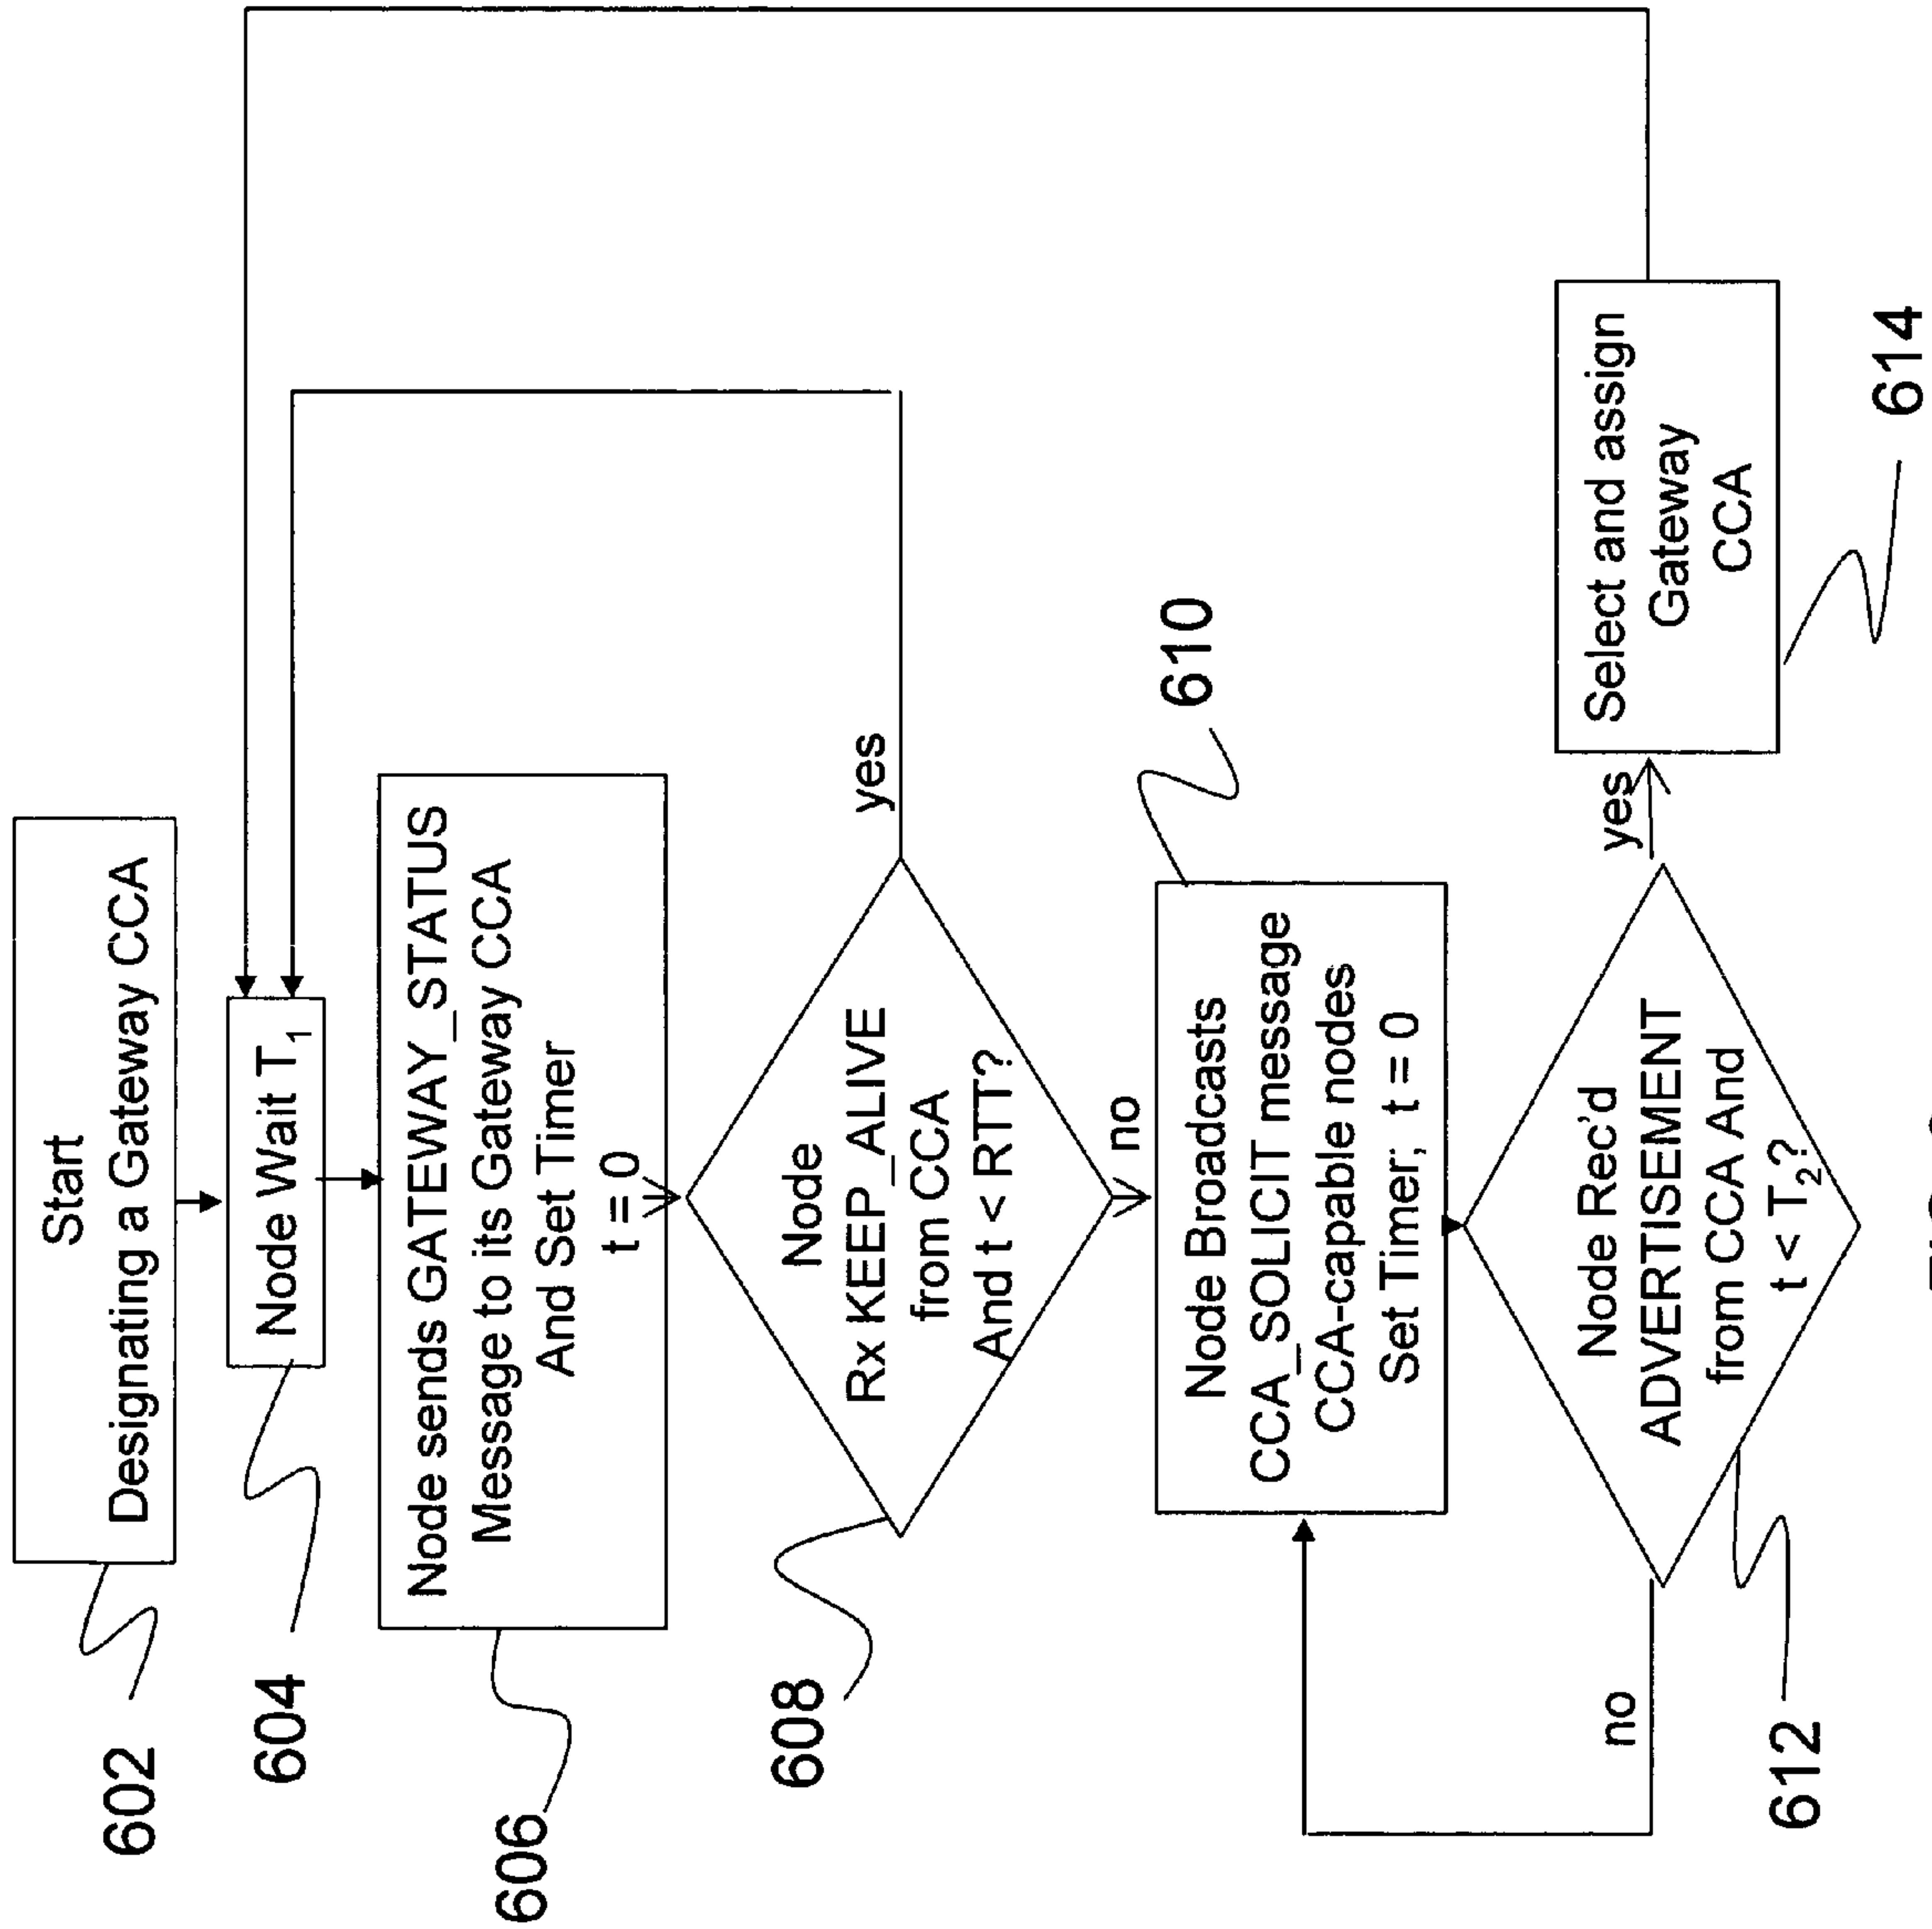 Start
Designating a Gateway CCA
602
Node Wait T₁
604
Node sends GATEWAY_STATUS
Message to its Gateway CCA
And Set Timer
t = 0
606
Node
Rx KEEP_ALIVE
from CCA
And t < RTT?
608
yes
no
610
Node Broadcasts
CCA_SOLICIT message
CCA-capable nodes
Set Timer; t = 0
Node Rec'd
ADVERTISEMENT
from CCA And
t < T₂?
no
612
yes
Select and assign
Gateway
CCA
614